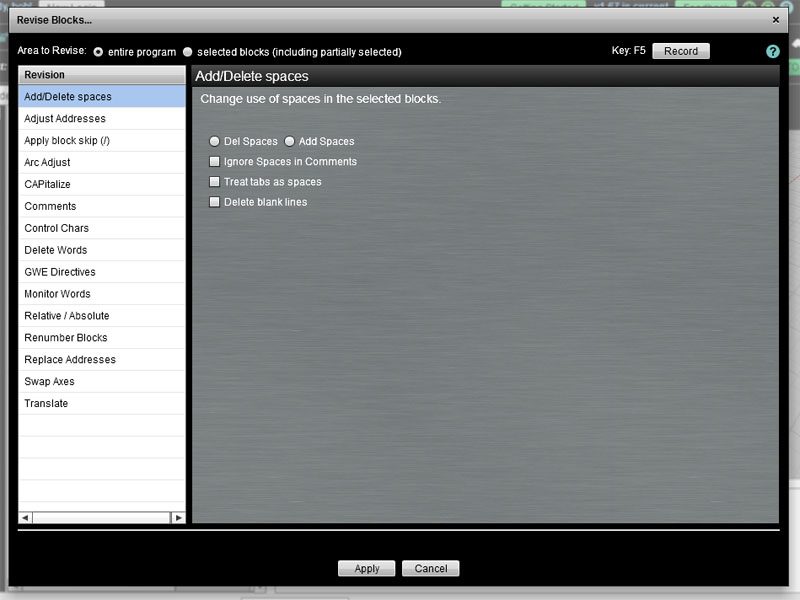 Revise Blocks...
Area to Revise: entire program selected blocks (including partially selected) Key: F5 Record ?
Revision
Add/Delete spaces
Adjust Addresses
Apply block skip (/)
Arc Adjust
CAPitalize
Comments
Control Chars
Delete Words
GWE Directives
Monitor Words
Relative / Absolute
Renumber Blocks
Replace Addresses
Swap Axes
Translate
Add/Delete spaces
Change use of spaces in the selected blocks.
Del Spaces Add Spaces
Ignore Spaces in Comments
Treat tabs as spaces
Delete blank lines
Apply Cancel